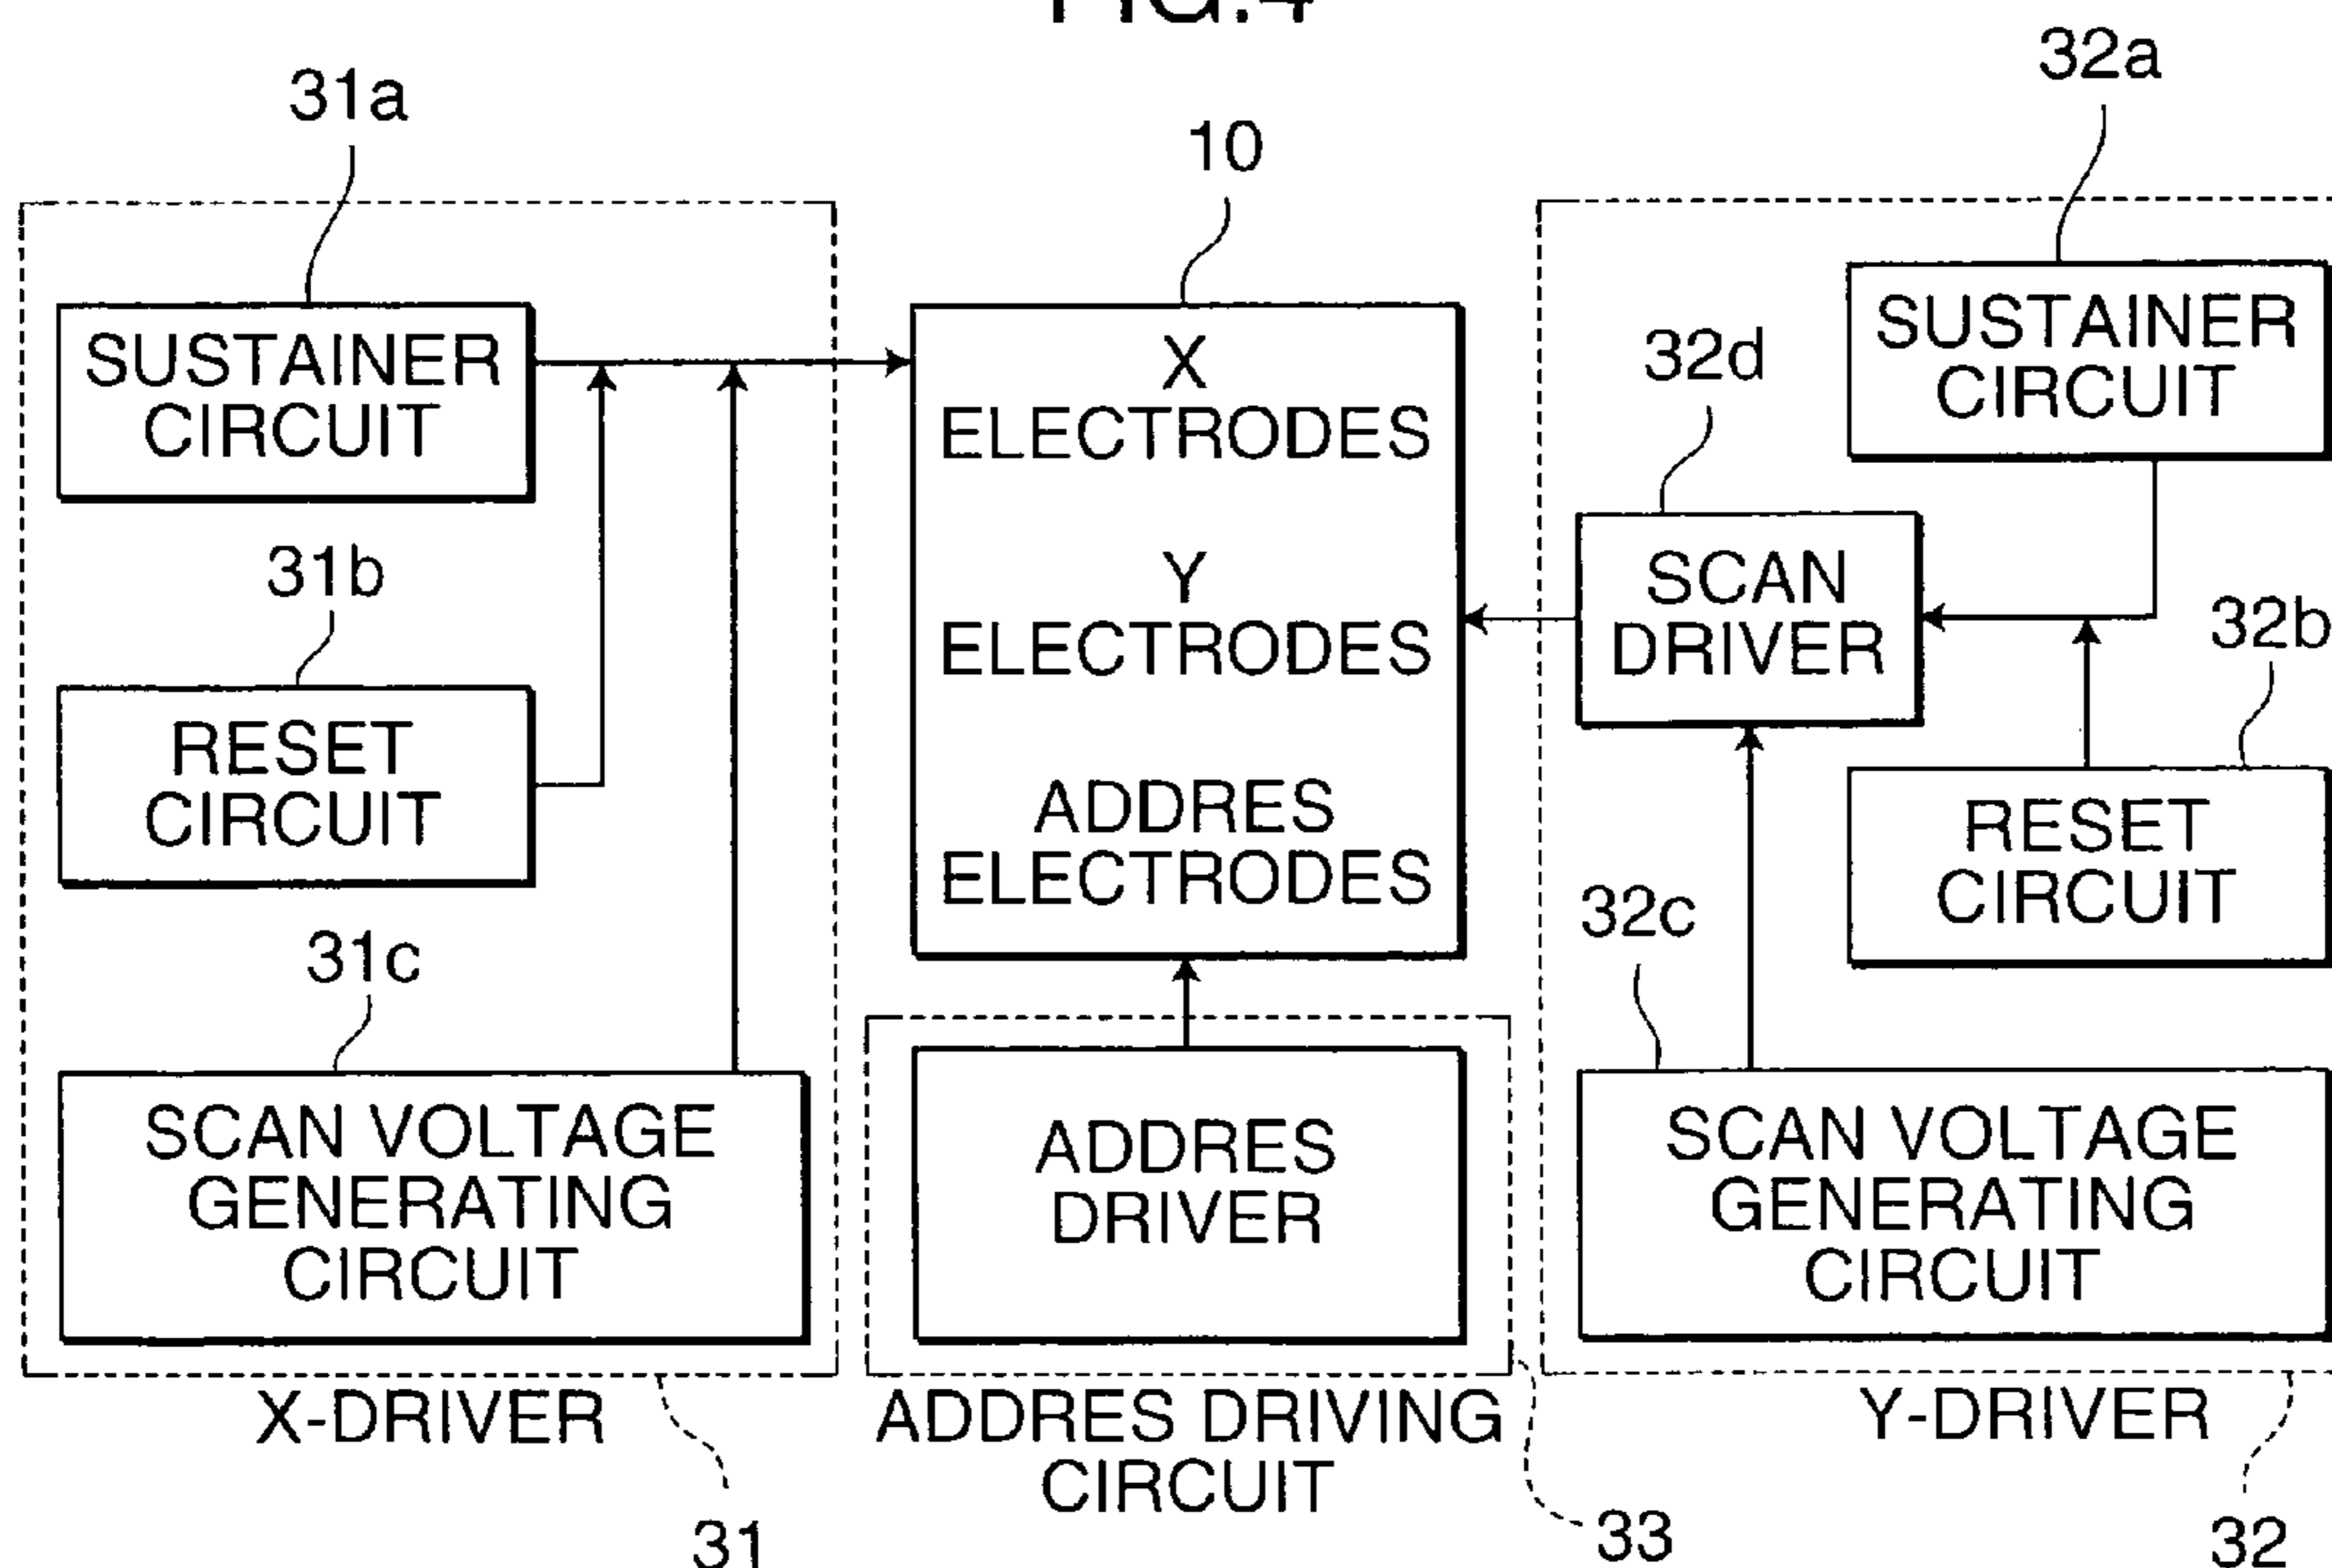 FIG.4
31a
10
32a
SUSTAINER
CIRCUIT
31b
RESET
CIRCUIT
31c
SCAN VOLTAGE
GENERATING
CIRCUIT
X-DRIVER
31
X
ELECTRODES
Y
ELECTRODES
ADDRES
ELECTRODES
ADDRES
DRIVER
ADDRES DRIVING
CIRCUIT
33
SUSTAINER
CIRCUIT
32d
SCAN
DRIVER
32b
RESET
CIRCUIT
32c
SCAN VOLTAGE
GENERATING
CIRCUIT
Y-DRIVER
32